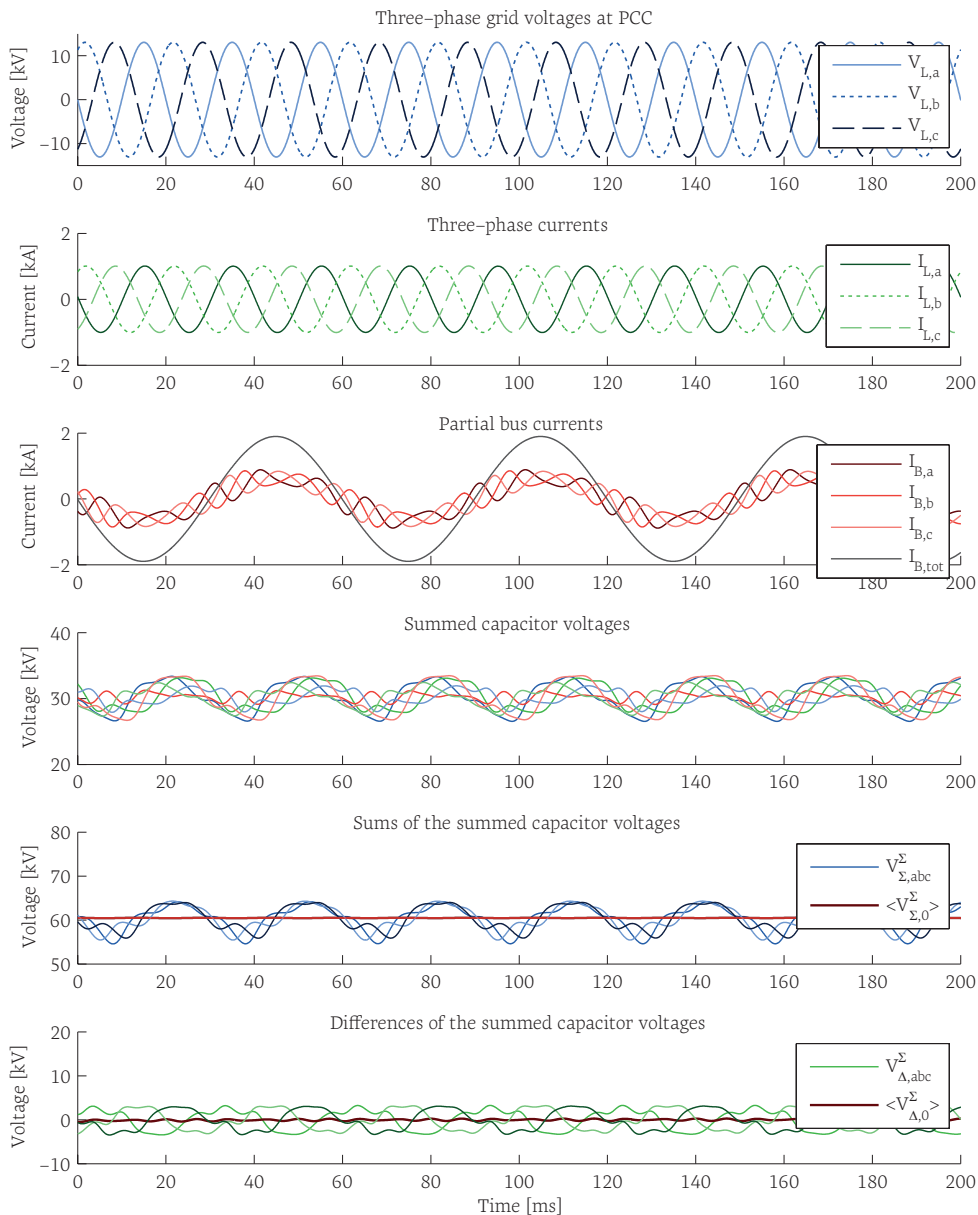 Three–phase grid voltages at PCC
Voltage [kV]
10
0
−10
V_L,a
V_L,b
V_L,c
0 20 40 60 80 100 120 140 160 180 200
Three–phase currents
Current [kA]
2
0
−2
I_L,a
I_L,b
I_L,c
0 20 40 60 80 100 120 140 160 180 200
Partial bus currents
Current [kA]
2
0
−2
I_B,a
I_B,b
I_B,c
I_B,tot
0 20 40 60 80 100 120 140 160 180 200
Summed capacitor voltages
Voltage [kV]
40
30
20
0 20 40 60 80 100 120 140 160 180 200
Sums of the summed capacitor voltages
Voltage [kV]
80
70
60
50
V^Σ_Σ,abc
<V^Σ_Σ,0>
0 20 40 60 80 100 120 140 160 180 200
Differences of the summed capacitor voltages
Voltage [kV]
20
10
0
−10
V^Σ_Δ,abc
<V^Σ_Δ,0>
0 20 40 60 80 100 120 140 160 180 200
Time [ms]